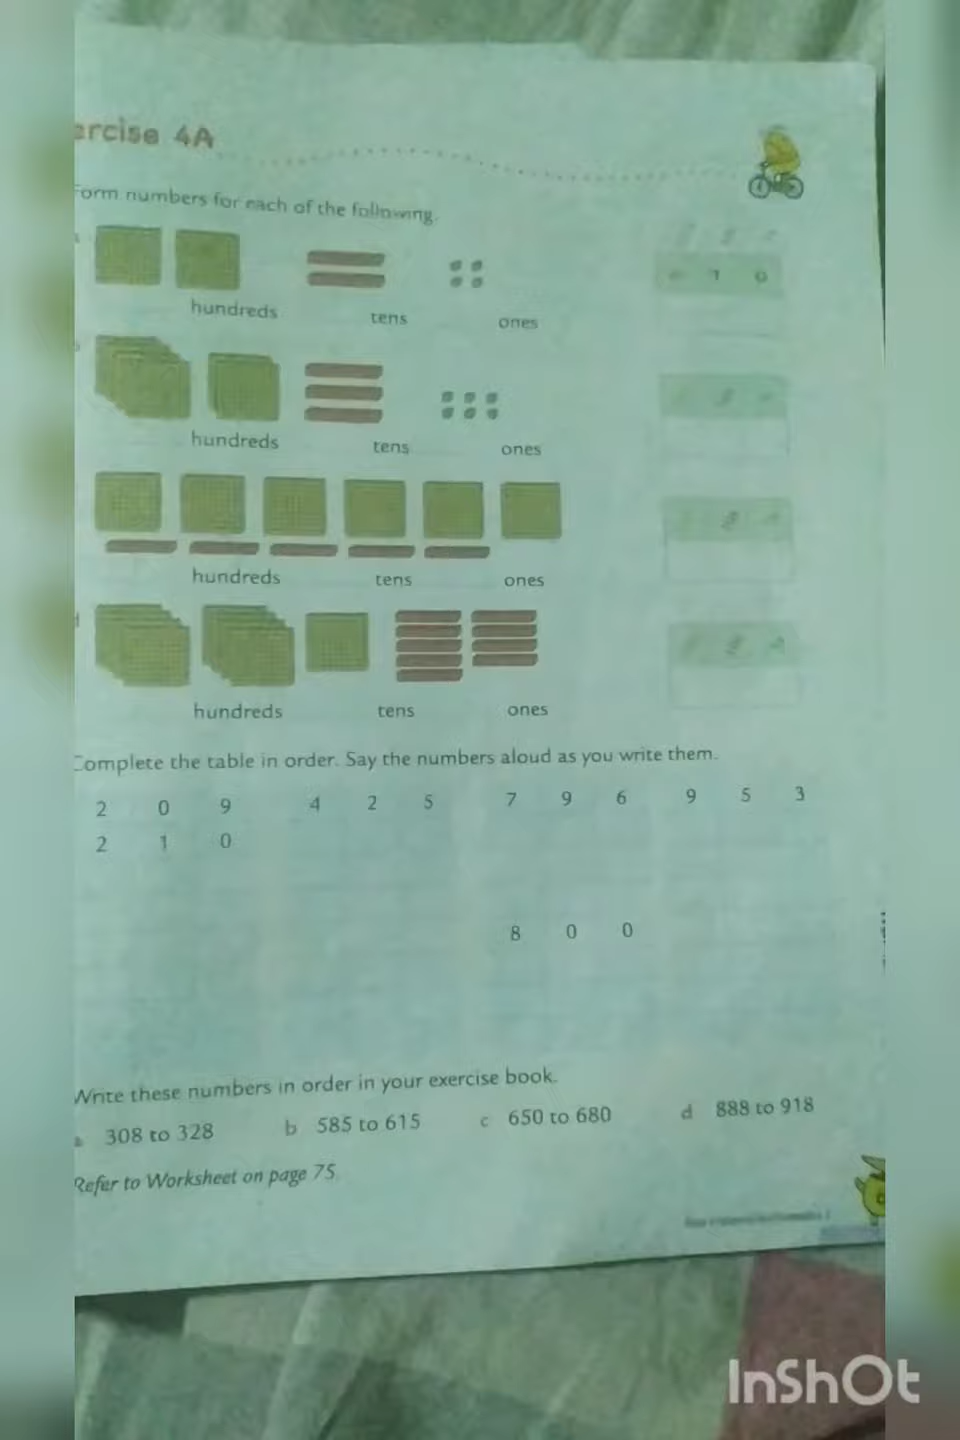 ercise 4A
Form numbers for each of the following.
hundreds tens ones
1 0
hundreds tens ones
hundreds tens ones
d
hundreds tens ones
Complete the table in order. Say the numbers aloud as you write them.
2 0 9 4 2 5 7 9 6 9 5 3
2 1 0
8 0 0
Write these numbers in order in your exercise book.
a 308 to 328 b 585 to 615 c 650 to 680 d 888 to 918
Refer to Worksheet on page 75.
InShOt